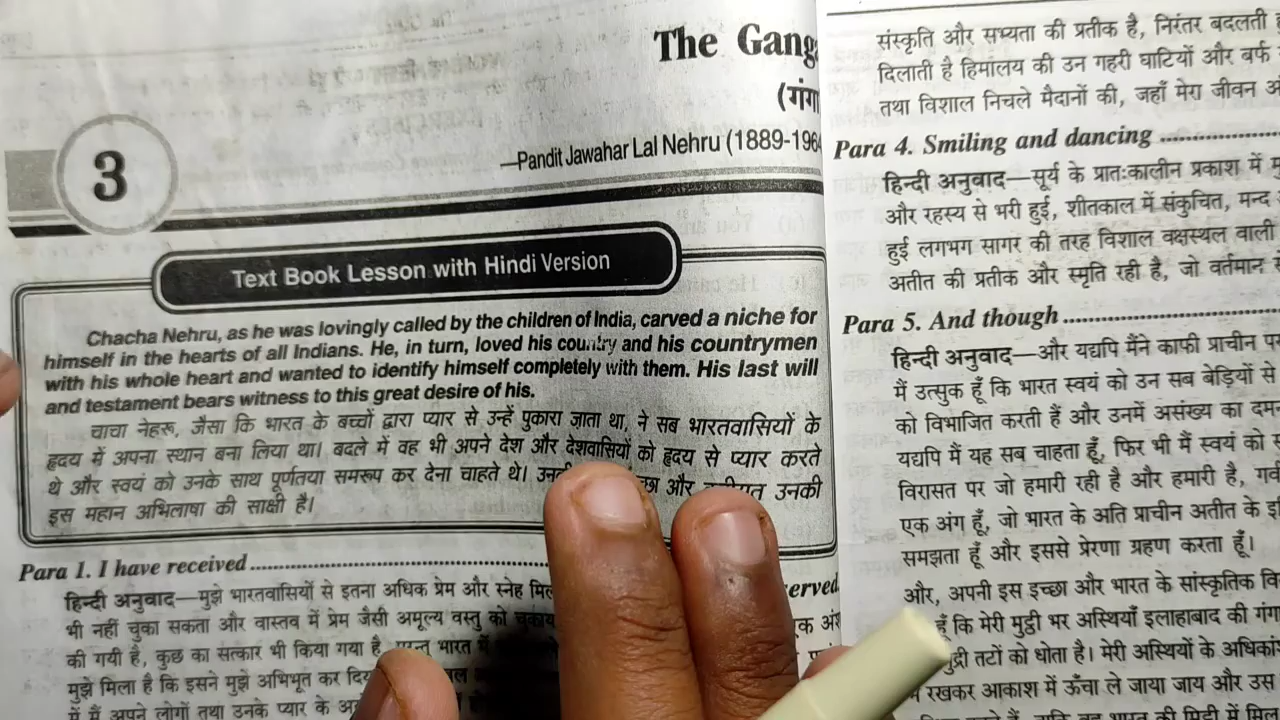 The Gang
(गंगा
—Pandit Jawahar Lal Nehru (1889-196
3
Text Book Lesson with Hindi Version
Chacha Nehru, as he was lovingly called by the children of India, carved a niche for
himself in the hearts of all Indians. He, in turn, loved his country and his countrymen
with his whole heart and wanted to identify himself completely with them. His last will
and testament bears witness to this great desire of his.
चाचा नेहरू, जैसा कि भारत के बच्चों द्वारा प्यार से उन्हें पुकारा जाता था, ने सब भारतवासियों के
हृदय में अपना स्थान बना लिया था। बदले में वह भी अपने देश और देशवासियों को हृदय से प्यार करते
थे और स्वयं को उनके साथ पूर्णतया समरूप कर देना चाहते थे। और उनकी
इस महान अभिलाषा की साक्षी है।
Para 1. I have received
हिन्दी अनुवाद—मुझे भारतवासियों से इतना अधिक प्रेम और स्नेह
भी नहीं चुका सकता और वास्तव में प्रेम जैसी अमूल्य वस्तु को
की गयी है, कुछ का सत्कार भी किया गया है परन्तु भारत में
मुझे मिला है कि इसने मुझे अभिभूत कर
में मैं अपने लोगों तथा उनके प्यार के
संस्कृति और सभ्यता की प्रतीक है, निरंतर बदलती
दिलाती है हिमालय की उन गहरी घाटियों और बर्फ
तथा विशाल निचले मैदानों की, जहाँ मेरा जीवन
Para 4. Smiling and dancing
हिन्दी अनुवाद—सूर्य के प्रातःकालीन प्रकाश में
और रहस्य से भरी हुई, शीतकाल में संकुचित, मन्द
हुई लगभग सागर की तरह विशाल वक्षस्थल वाली
अतीत की प्रतीक और स्मृति रही है, जो वर्तमान
Para 5. And though
हिन्दी अनुवाद—और यद्यपि मैंने काफी प्राचीन
में उत्सुक हूँ कि भारत स्वयं को उन सब बेड़ियों से
को विभाजित करती हैं और उनमें असंख्य का
यद्यपि मैं यह सब चाहता हूँ, फिर भी मैं स्वयं को
विरासत पर जो हमारी रही है और हमारी है,
एक अंग हूँ, जो भारत के अति प्राचीन अतीत के
समझता हूँ और इससे प्रेरणा ग्रहण करता हूँ।
और, अपनी इस इच्छा और भारत के सांस्कृतिक
हूँ कि मेरी मुट्ठी भर अस्थियाँ इलाहाबाद की गंगा
तटों को धोता है। मेरी अस्थियों के
रखकर आकाश में ऊँचा ले जाया जाय और उस